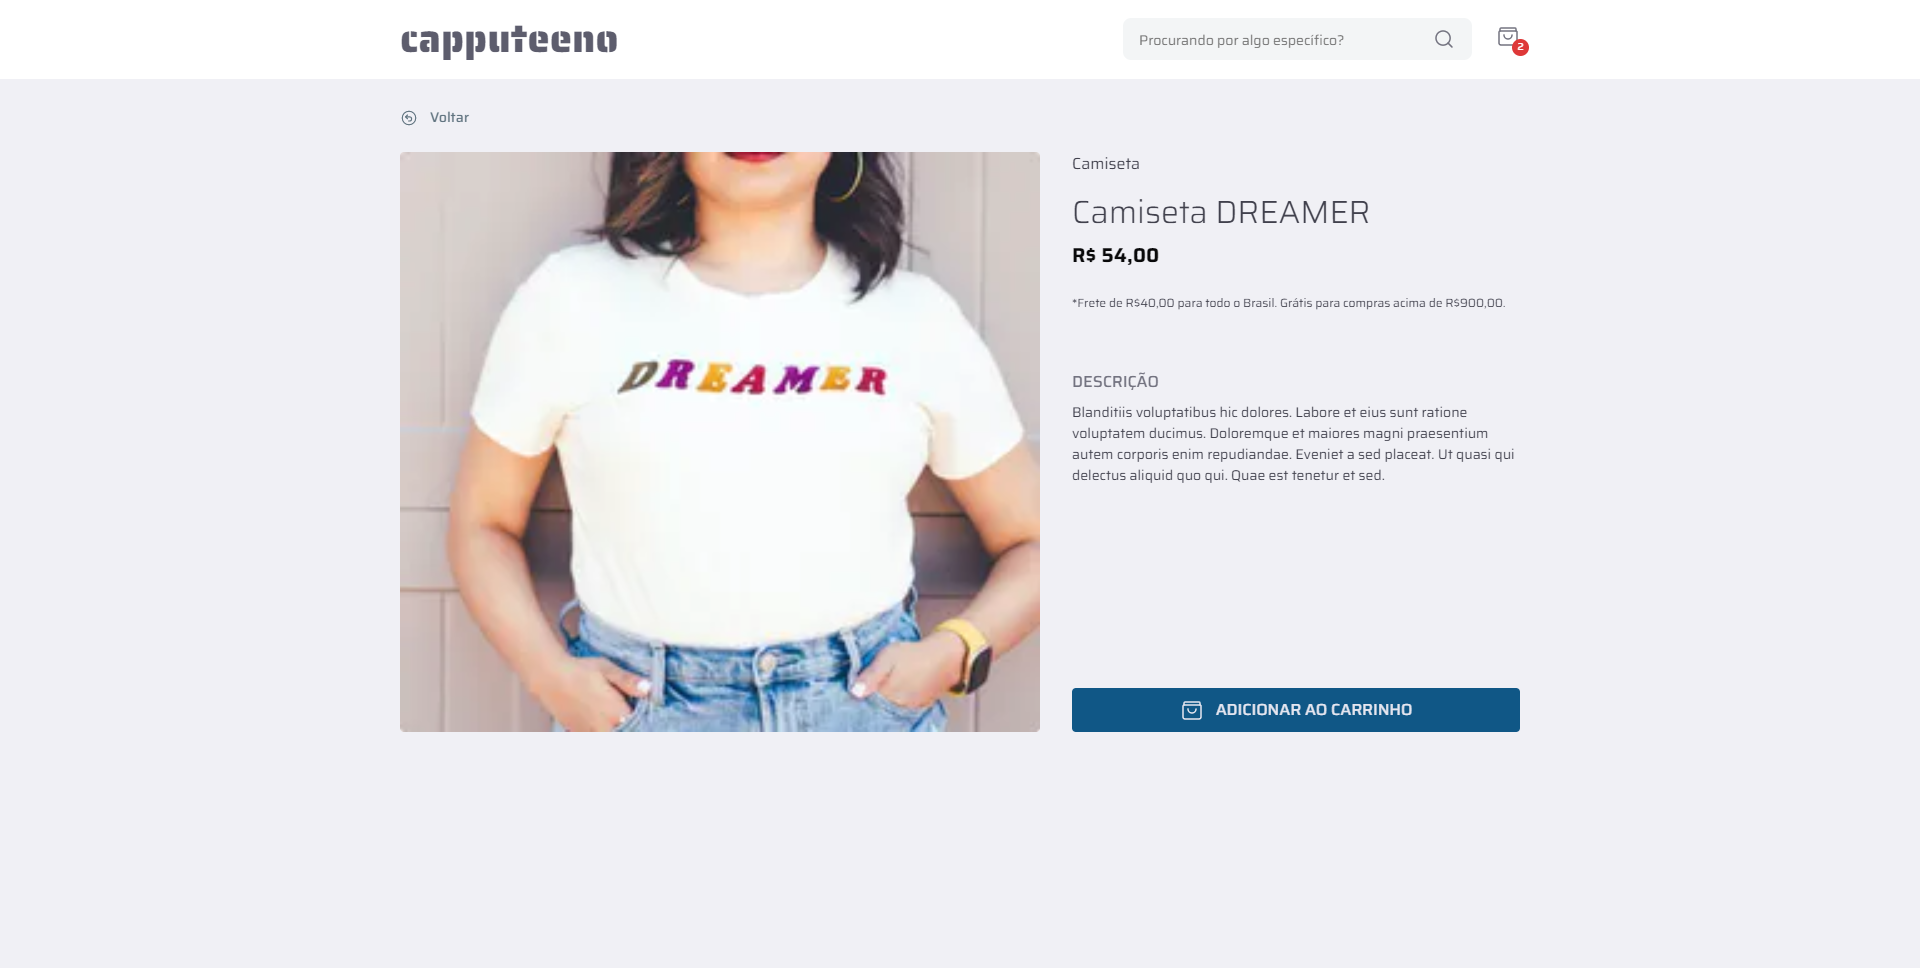 capputeeno
Procurando por algo específico?
2
Voltar
DREAMER
Camiseta
Camiseta DREAMER
R$ 54,00
*Frete de R$40,00 para todo o Brasil. Grátis para compras acima de R$900,00.
DESCRIÇÃO
Blanditiis voluptatibus hic dolores. Labore et eius sunt ratione
voluptatem ducimus. Doloremque et maiores magni praesentium
autem corporis enim repudiandae. Eveniet a sed placeat. Ut quasi qui
delectus aliquid quo qui. Quae est tenetur et sed.
ADICIONAR AO CARRINHO